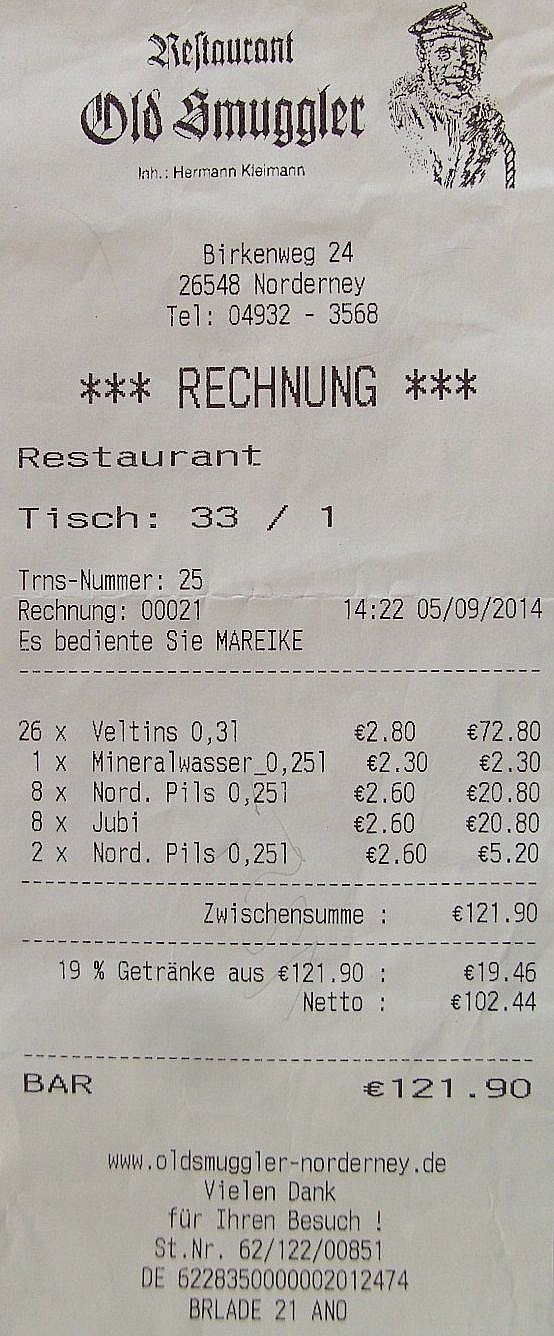 Restaurant
Old Smuggler
Inh.: Hermann Kleimann
Birkenweg 24
26548 Norderney
Tel: 04932 - 3568
*** RECHNUNG ***
Restaurant
Tisch: 33 / 1
Trns-Nummer: 25
Rechnung: 00021 14:22 05/09/2014
Es bediente Sie MAREIKE
26 x Veltins 0,3l €2.80 €72.80
1 x Mineralwasser_0,25l €2.30 €2.30
8 x Nord. Pils 0,25l €2.60 €20.80
8 x Jubi €2.60 €20.80
2 x Nord. Pils 0,25l €2.60 €5.20
Zwischensumme : €121.90
19 % Getränke aus €121.90 : €19.46
Netto : €102.44
BAR €121.90
www.oldsmuggler-norderney.de
Vielen Dank
für Ihren Besuch !
St.Nr. 62/122/00851
DE 6228350000002012474
BRLADE 21 ANO